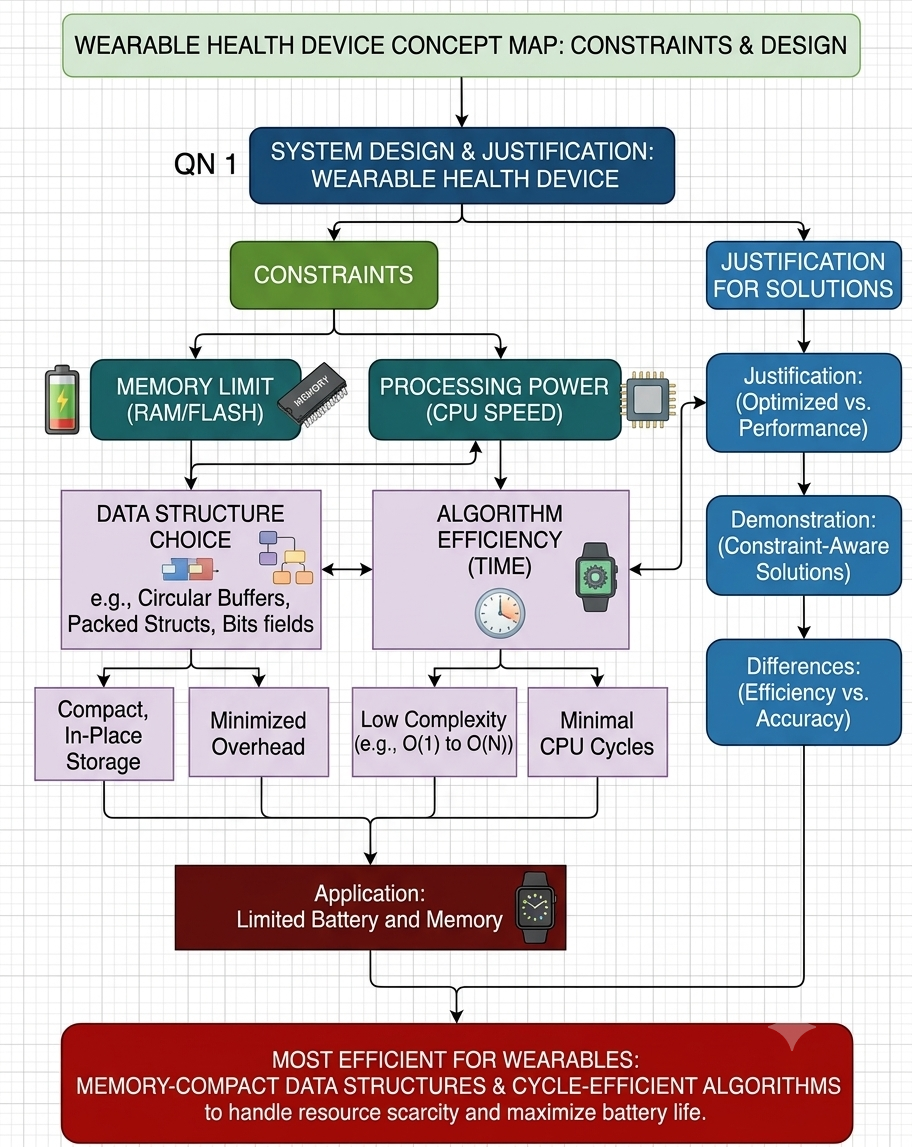 WEARABLE HEALTH DEVICE CONCEPT MAP: CONSTRAINTS & DESIGN
QN 1
SYSTEM DESIGN & JUSTIFICATION:
WEARABLE HEALTH DEVICE
CONSTRAINTS
JUSTIFICATION
FOR SOLUTIONS
MEMORY LIMIT
(RAM/FLASH)
MEMORY
PROCESSING POWER
(CPU SPEED)
Justification:
(Optimized vs.
Performance)
DATA STRUCTURE
CHOICE
e.g., Circular Buffers,
Packed Structs, Bits fields
ALGORITHM
EFFICIENCY
(TIME)
Demonstration:
(Constraint-Aware
Solutions)
Differences:
(Efficiency vs.
Accuracy)
Compact,
In-Place
Storage
Minimized
Overhead
Low Complexity
(e.g., O(1) to O(N))
Minimal
CPU Cycles
Application:
Limited Battery and Memory
MOST EFFICIENT FOR WEARABLES:
MEMORY-COMPACT DATA STRUCTURES & CYCLE-EFFICIENT ALGORITHMS
to handle resource scarcity and maximize battery life.